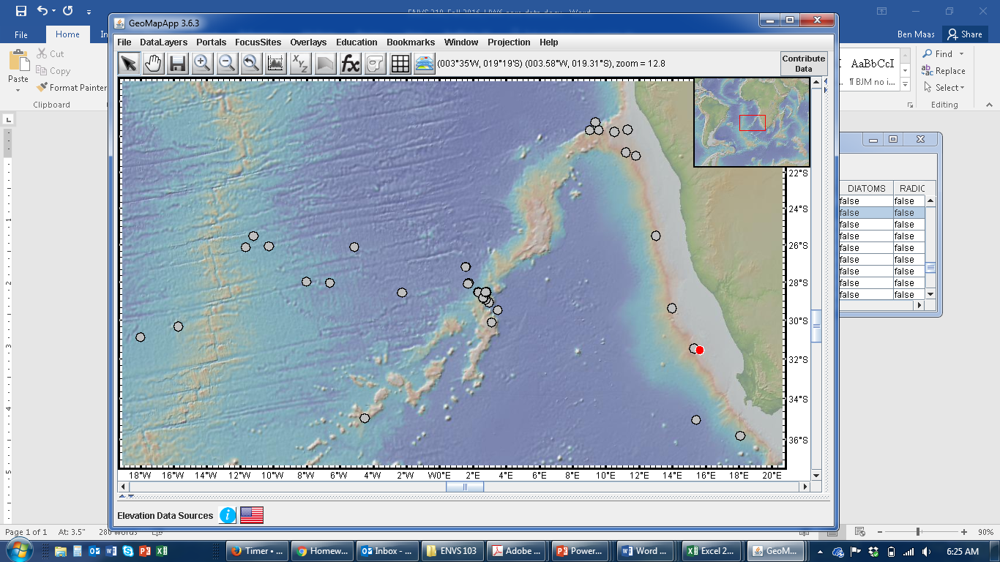 ENVS 210 Fall 2016 HW6 core data.docx - Word
File
Home
In
Ben Maas
Share
Paste
Cut
Copy
Format Painter
Clipboard
AaBbCcI
¶ BJM no i...
Find
Replace
Select
Editing
GeoMapApp 3.6.3
File DataLayers Portals FocusSites Overlays Education Bookmarks Window Projection Help
(003°35'W, 019°19'S) (003.58°W, 019.31°S), zoom = 12.8
Contribute
Data
22°S
24°S
26°S
28°S
30°S
32°S
34°S
36°S
18°W 16°W 14°W 12°W 10°W 8°W 6°W 4°W 2°W W0°E 2°E 4°E 6°E 8°E 10°E 12°E 14°E 16°E 18°E 20°E
DIATOMS RADIO
false false
false false
false false
false false
false false
false false
false false
false false
false false
Elevation Data Sources
Page 1 of 1 At: 3.5" 280 words
90%
Timer • ...
Homew...
Inbox - ...
ENVS 103
Adobe ...
Power...
Word ...
Excel 2...
GeoM...
6:25 AM